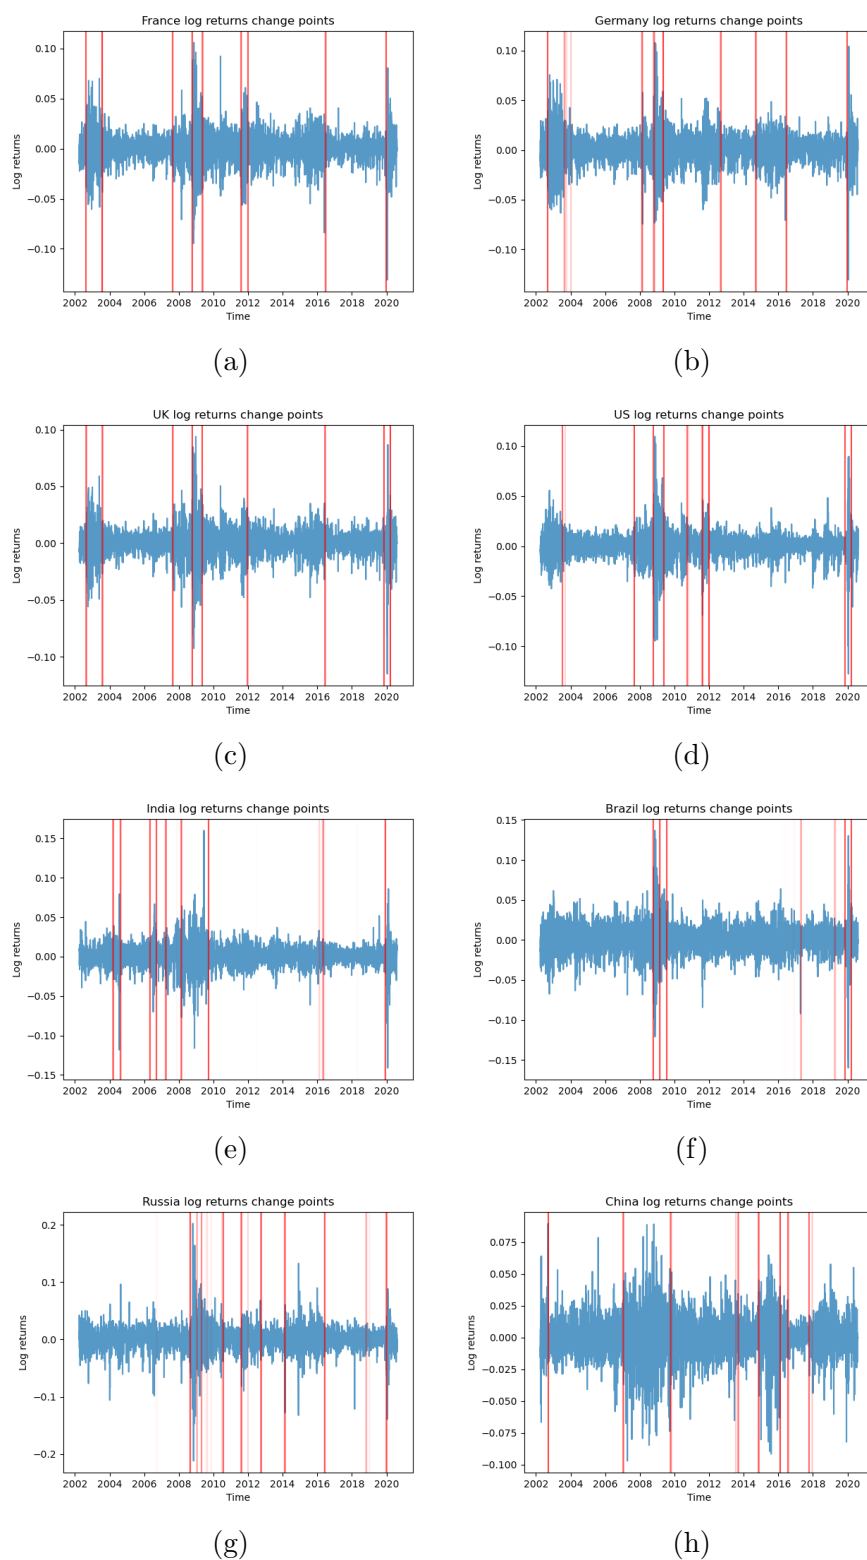 France log returns change points
0.10
0.05
0.00
−0.05
−0.10
Log returns
2002 2004 2006 2008 2010 2012 2014 2016 2018 2020
Time
(a)
Germany log returns change points
0.10
0.05
0.00
−0.05
−0.10
Log returns
2002 2004 2006 2008 2010 2012 2014 2016 2018 2020
Time
(b)
UK log returns change points
0.10
0.05
0.00
−0.05
−0.10
Log returns
2002 2004 2006 2008 2010 2012 2014 2016 2018 2020
Time
(c)
US log returns change points
0.10
0.05
0.00
−0.05
−0.10
Log returns
2002 2004 2006 2008 2010 2012 2014 2016 2018 2020
Time
(d)
India log returns change points
0.15
0.10
0.05
0.00
−0.05
−0.10
−0.15
Log returns
2002 2004 2006 2008 2010 2012 2014 2016 2018 2020
Time
(e)
Brazil log returns change points
0.15
0.10
0.05
0.00
−0.05
−0.10
−0.15
Log returns
2002 2004 2006 2008 2010 2012 2014 2016 2018 2020
Time
(f)
Russia log returns change points
0.2
0.1
0.0
−0.1
−0.2
Log returns
2002 2004 2006 2008 2010 2012 2014 2016 2018 2020
Time
(g)
China log returns change points
0.075
0.050
0.025
0.000
−0.025
−0.050
−0.075
−0.100
Log returns
2002 2004 2006 2008 2010 2012 2014 2016 2018 2020
Time
(h)